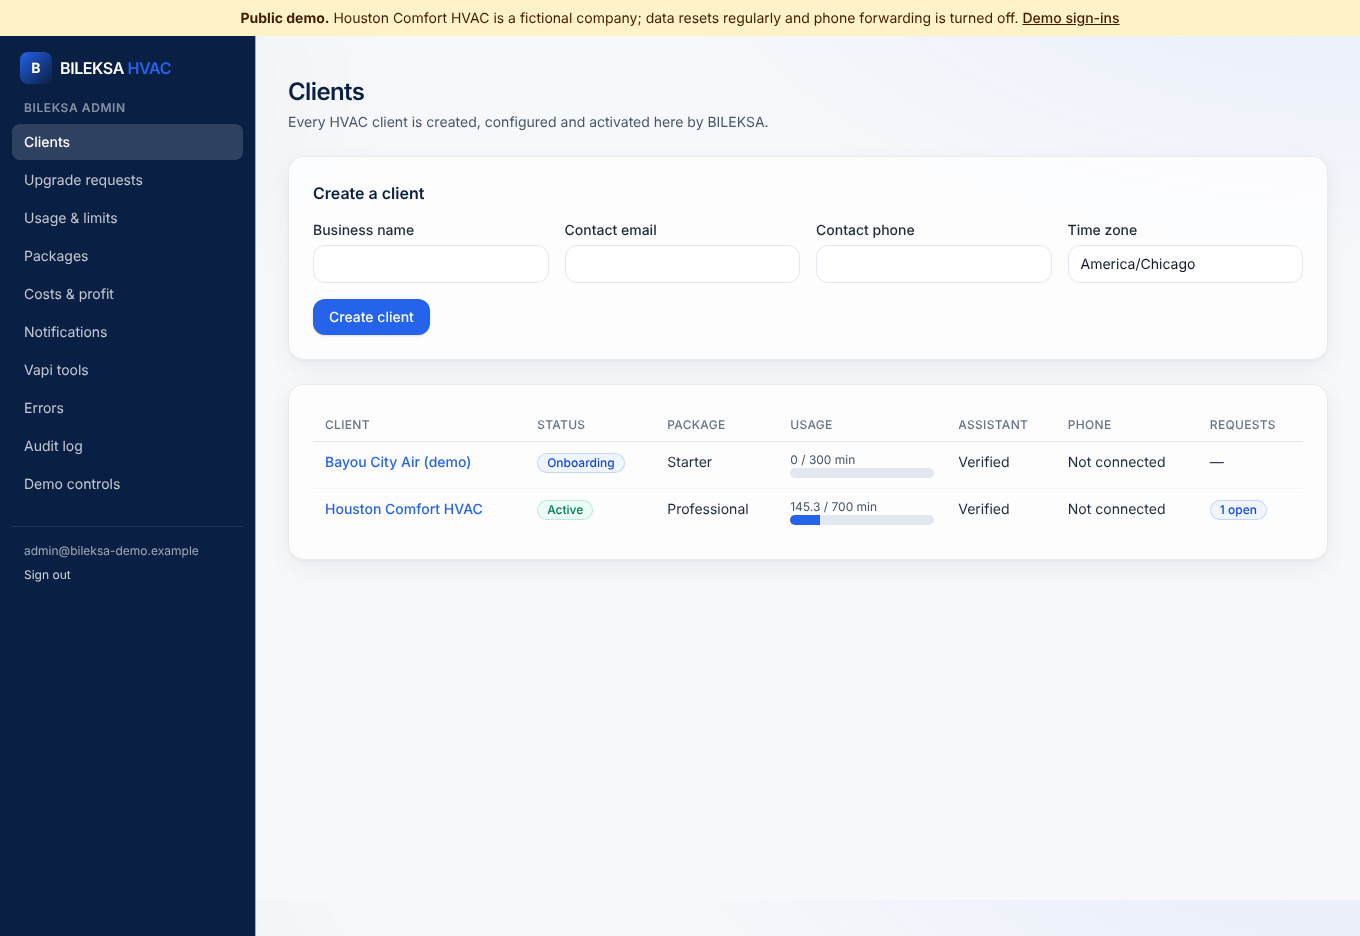 Public demo. Houston Comfort HVAC is a fictional company; data resets regularly and phone forwarding is turned off. Demo sign-ins
B BILEKSA HVAC
BILEKSA ADMIN
Clients
Upgrade requests
Usage & limits
Packages
Costs & profit
Notifications
Vapi tools
Errors
Audit log
Demo controls
admin@bileksa-demo.example
Sign out
Clients
Every HVAC client is created, configured and activated here by BILEKSA.
Create a client
Business name Contact email Contact phone Time zone
America/Chicago
Create client
CLIENT STATUS PACKAGE USAGE ASSISTANT PHONE REQUESTS
Bayou City Air (demo) Onboarding Starter 0 / 300 min Verified Not connected —
Houston Comfort HVAC Active Professional 145.3 / 700 min Verified Not connected 1 open